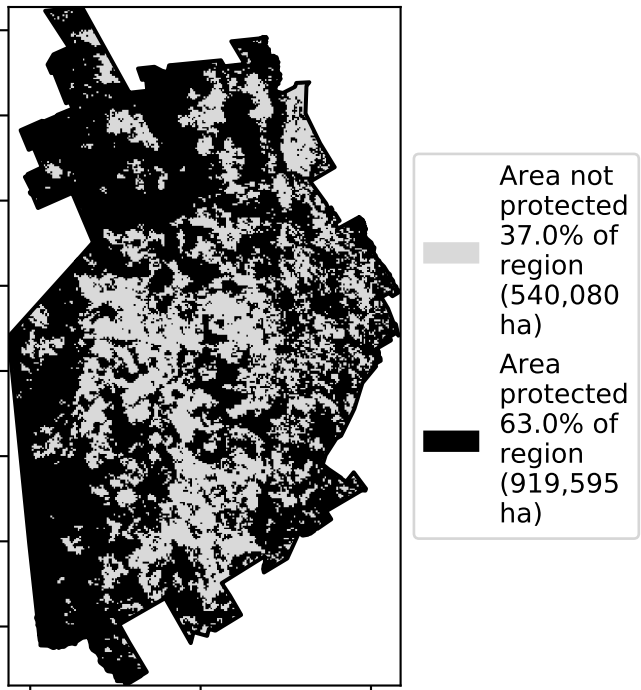 Area not
protected
37.0% of
region
(540,080
ha)
Area
protected
63.0% of
region
(919,595
ha)